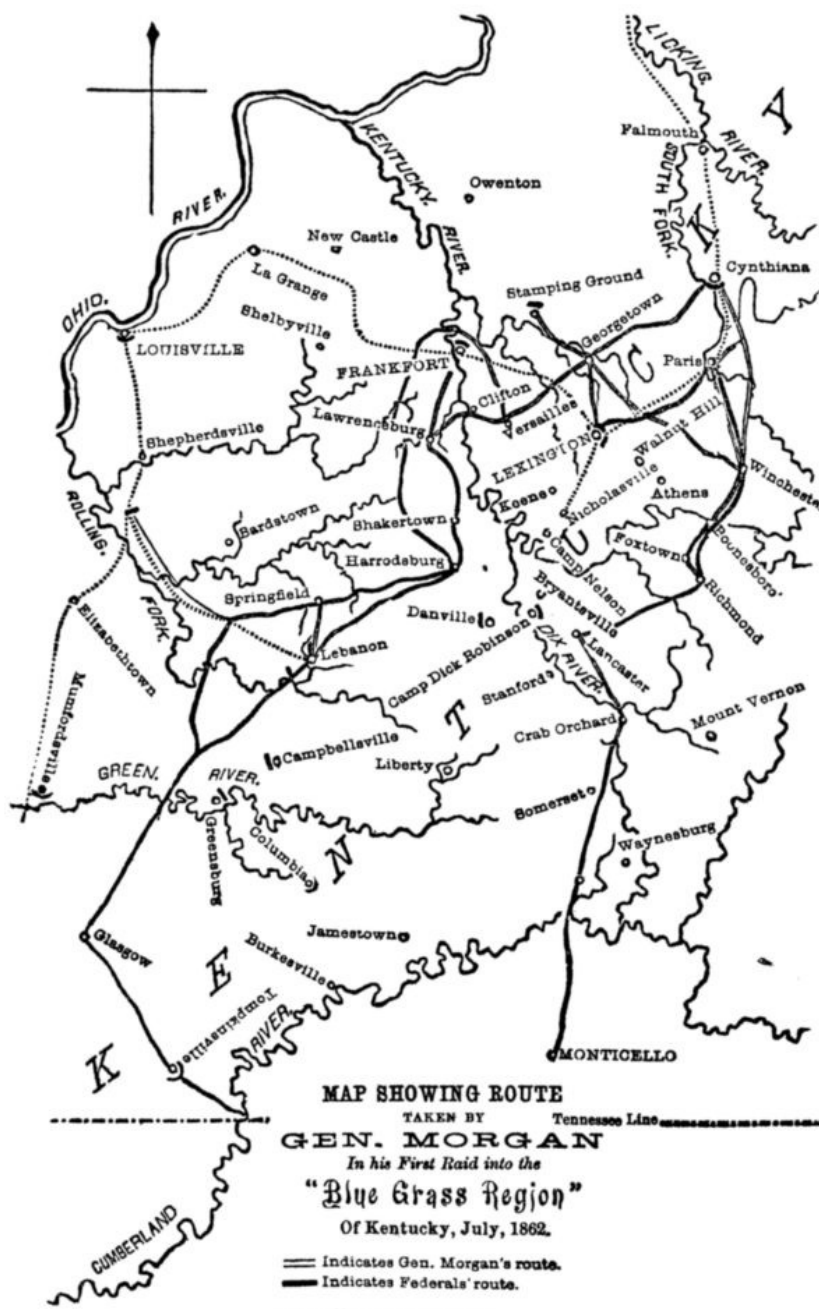 LICKING.
RIVER.
A
Falmouth
SOUTH
FORK.
KENTUCKY.
RIVER.
Owenton
K
RIVER.
New Castle
La Grange
Cynthiana
Stamping Ground
Georgetown
OHIO.
Shelbyville
LOUISVILLE
FRANKFORT
Paris
C
Clifton
Lawrenceburg
Versailles
Walnut Hill
LEXINGTON
Shepherdsville
Nicholasville
Athens
Winchester
Keene
ROLLING.
Bardstown
Shakertown
U
Boonesboro'
Camp Nelson
Foxtown
Harrodsburg
Richmond
Springfield
Bryantsville
FORK.
Danville
Elizabethtown
Lebanon
Camp Dick Robinson
DIX RIVER.
Lancaster
Stanford
Mumfordsville
T
Crab Orchard
Mount Vernon
Campbellsville
Liberty
GREEN.
RIVER.
Somerset
Greensburg
Columbia
N
Waynesburg
Glasgow
Jamestown
E
Burkesville
Tompkinsville
RIVER.
K
MONTICELLO
MAP SHOWING ROUTE
TAKEN BY
Tennessee Line
GEN. MORGAN
In his First Raid into the
"Blue Grass Region"
Of Kentucky, July, 1862.
CUMBERLAND
Indicates Gen. Morgan's route.
Indicates Federals' route.